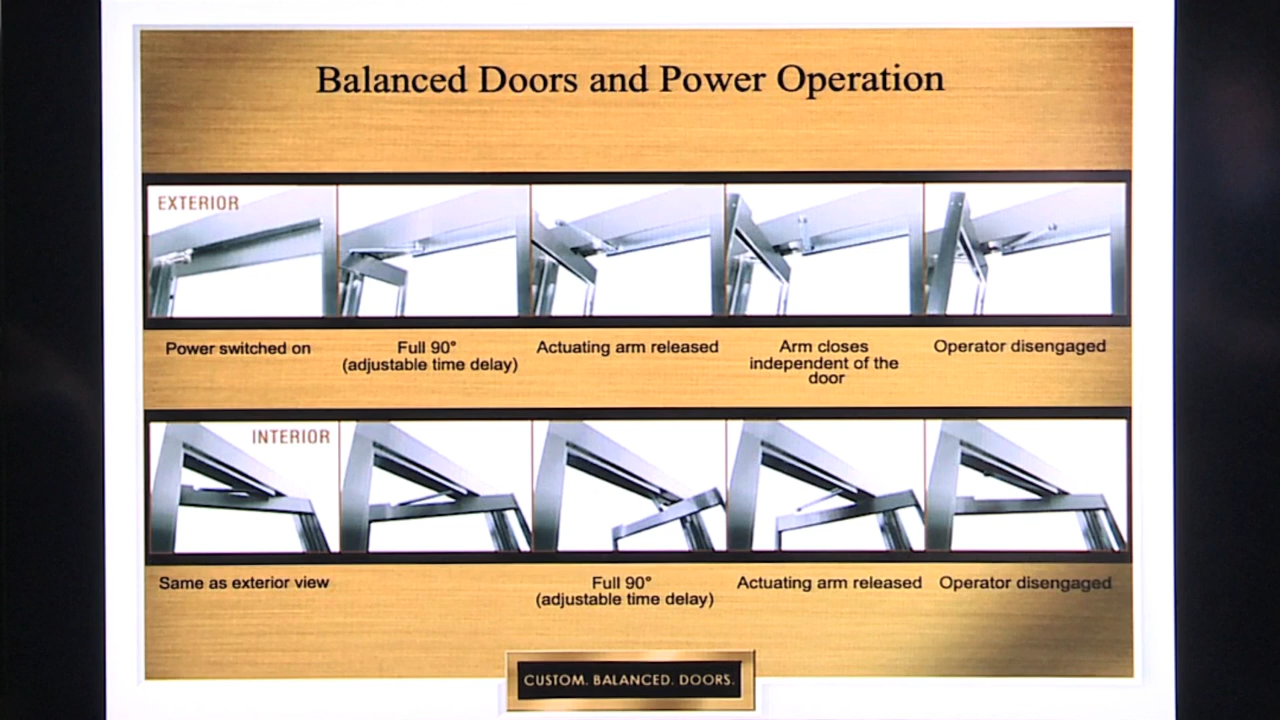 Balanced Doors and Power Operation
EXTERIOR
Power switched on
Full 90°
(adjustable time delay)
Actuating arm released
Arm closes
independent of the
door
Operator disengaged
INTERIOR
Same as exterior view
Full 90°
(adjustable time delay)
Actuating arm released
Operator disengaged
CUSTOM. BALANCED. DOORS.